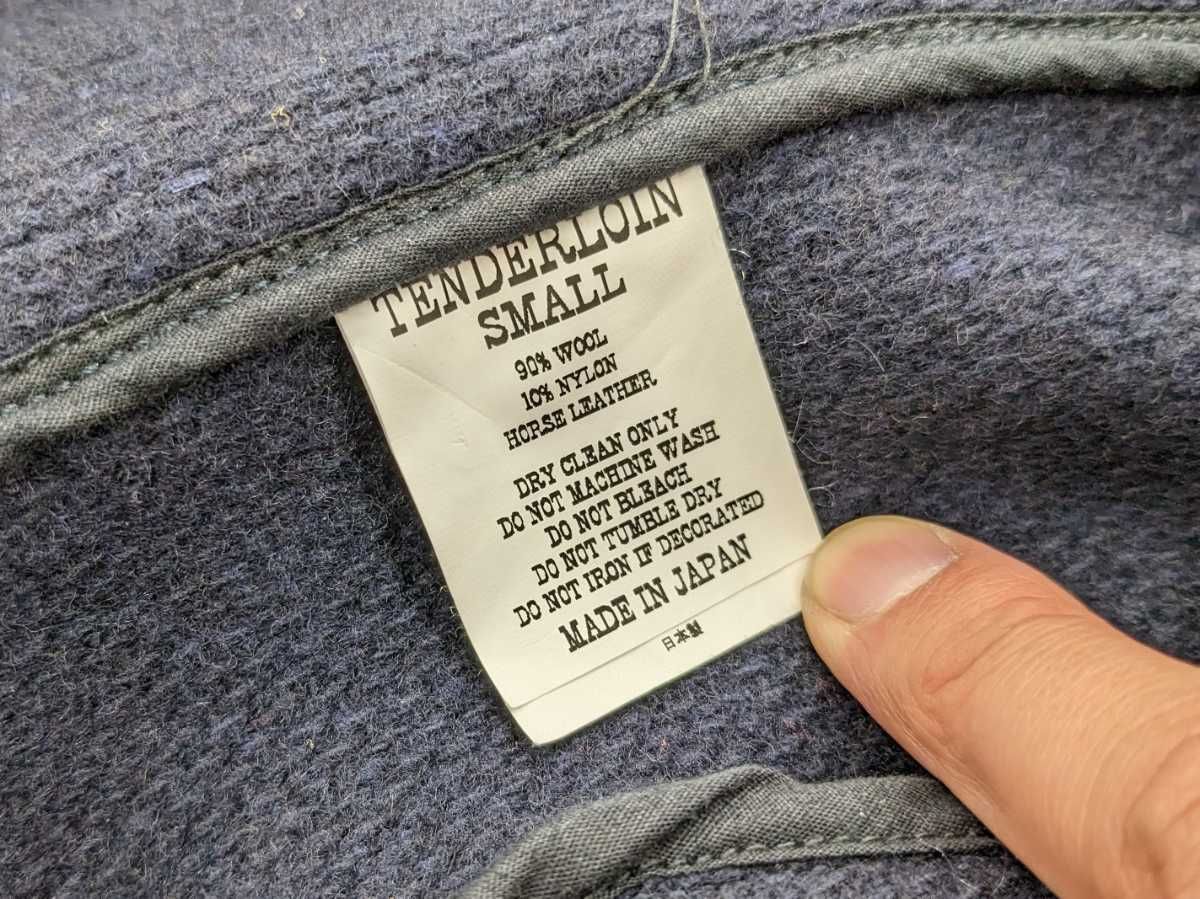 TENDERLOIN
SMALL
90% WOOL
10% NYLON
HORSE LEATHER
DRY CLEAN ONLY
DO NOT MACHINE WASH
DO NOT BLEACH
DO NOT TUMBLE DRY
DO NOT IRON IF DECORATED
MADE IN JAPAN
日本製